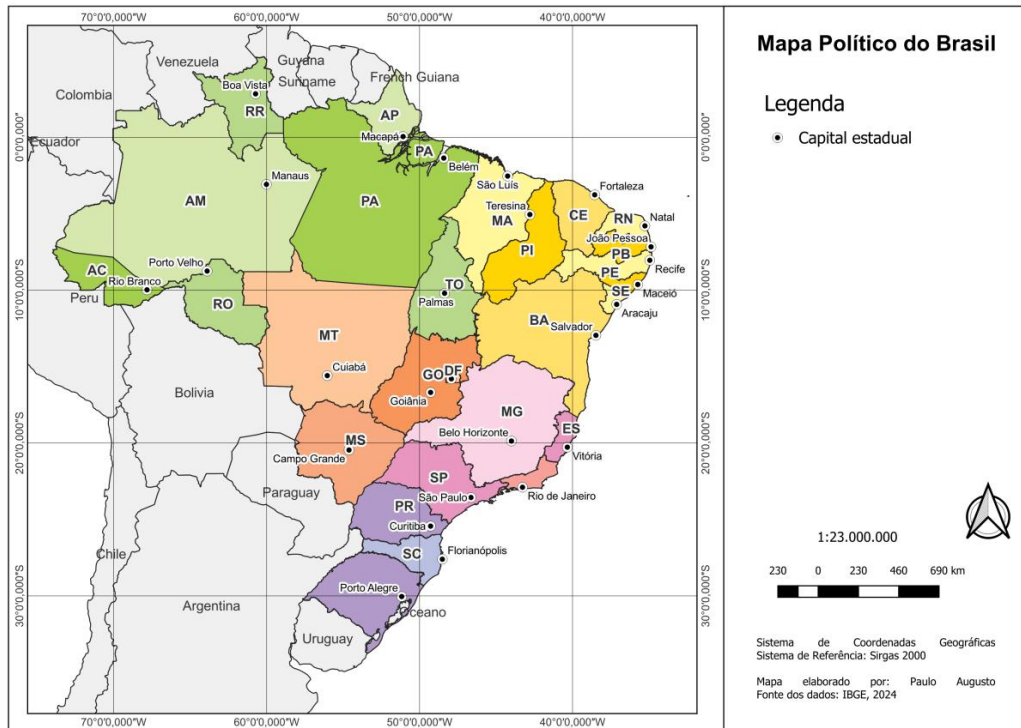 70°0'0,000"W 60°0'0,000"W 50°0'0,000"W 40°0'0,000"W
Mapa Político do Brasil
Legenda
Capital estadual
Venezuela
Guyana
Suriname
French Guiana
Colombia
Ecuador
Boa Vista
RR
AP
Macapá
0°0'0,000"
0°0'0,000"
PA
Belém
São Luís
Fortaleza
Manaus
AM
PA
Teresina
MA
CE
RN
Natal
João Pessoa
PI
PB
PE
Recife
AC
Porto Velho
Rio Branco
Peru
RO
TO
Palmas
SE
Maceió
Aracaju
10°0'0,000"S
10°0'0,000"S
MT
BA
Salvador
Cuiabá
GO
DF
Goiânia
Bolivia
MG
Belo Horizonte
ES
Vitória
MS
Campo Grande
20°0'0,000"S
20°0'0,000"S
SP
São Paulo
Rio de Janeiro
Paraguay
PR
Curitiba
SC
Florianópolis
Chile
Porto Alegre
Oceano
Argentina
Uruguay
30°0'0,000"S
30°0'0,000"S
1:23.000.000
230 0 230 460 690 km
Sistema de Coordenadas Geográficas
Sistema de Referência: Sirgas 2000
Mapa elaborado por: Paulo Augusto
Fonte dos dados: IBGE, 2024
70°0'0,000"W 60°0'0,000"W 50°0'0,000"W 40°0'0,000"W